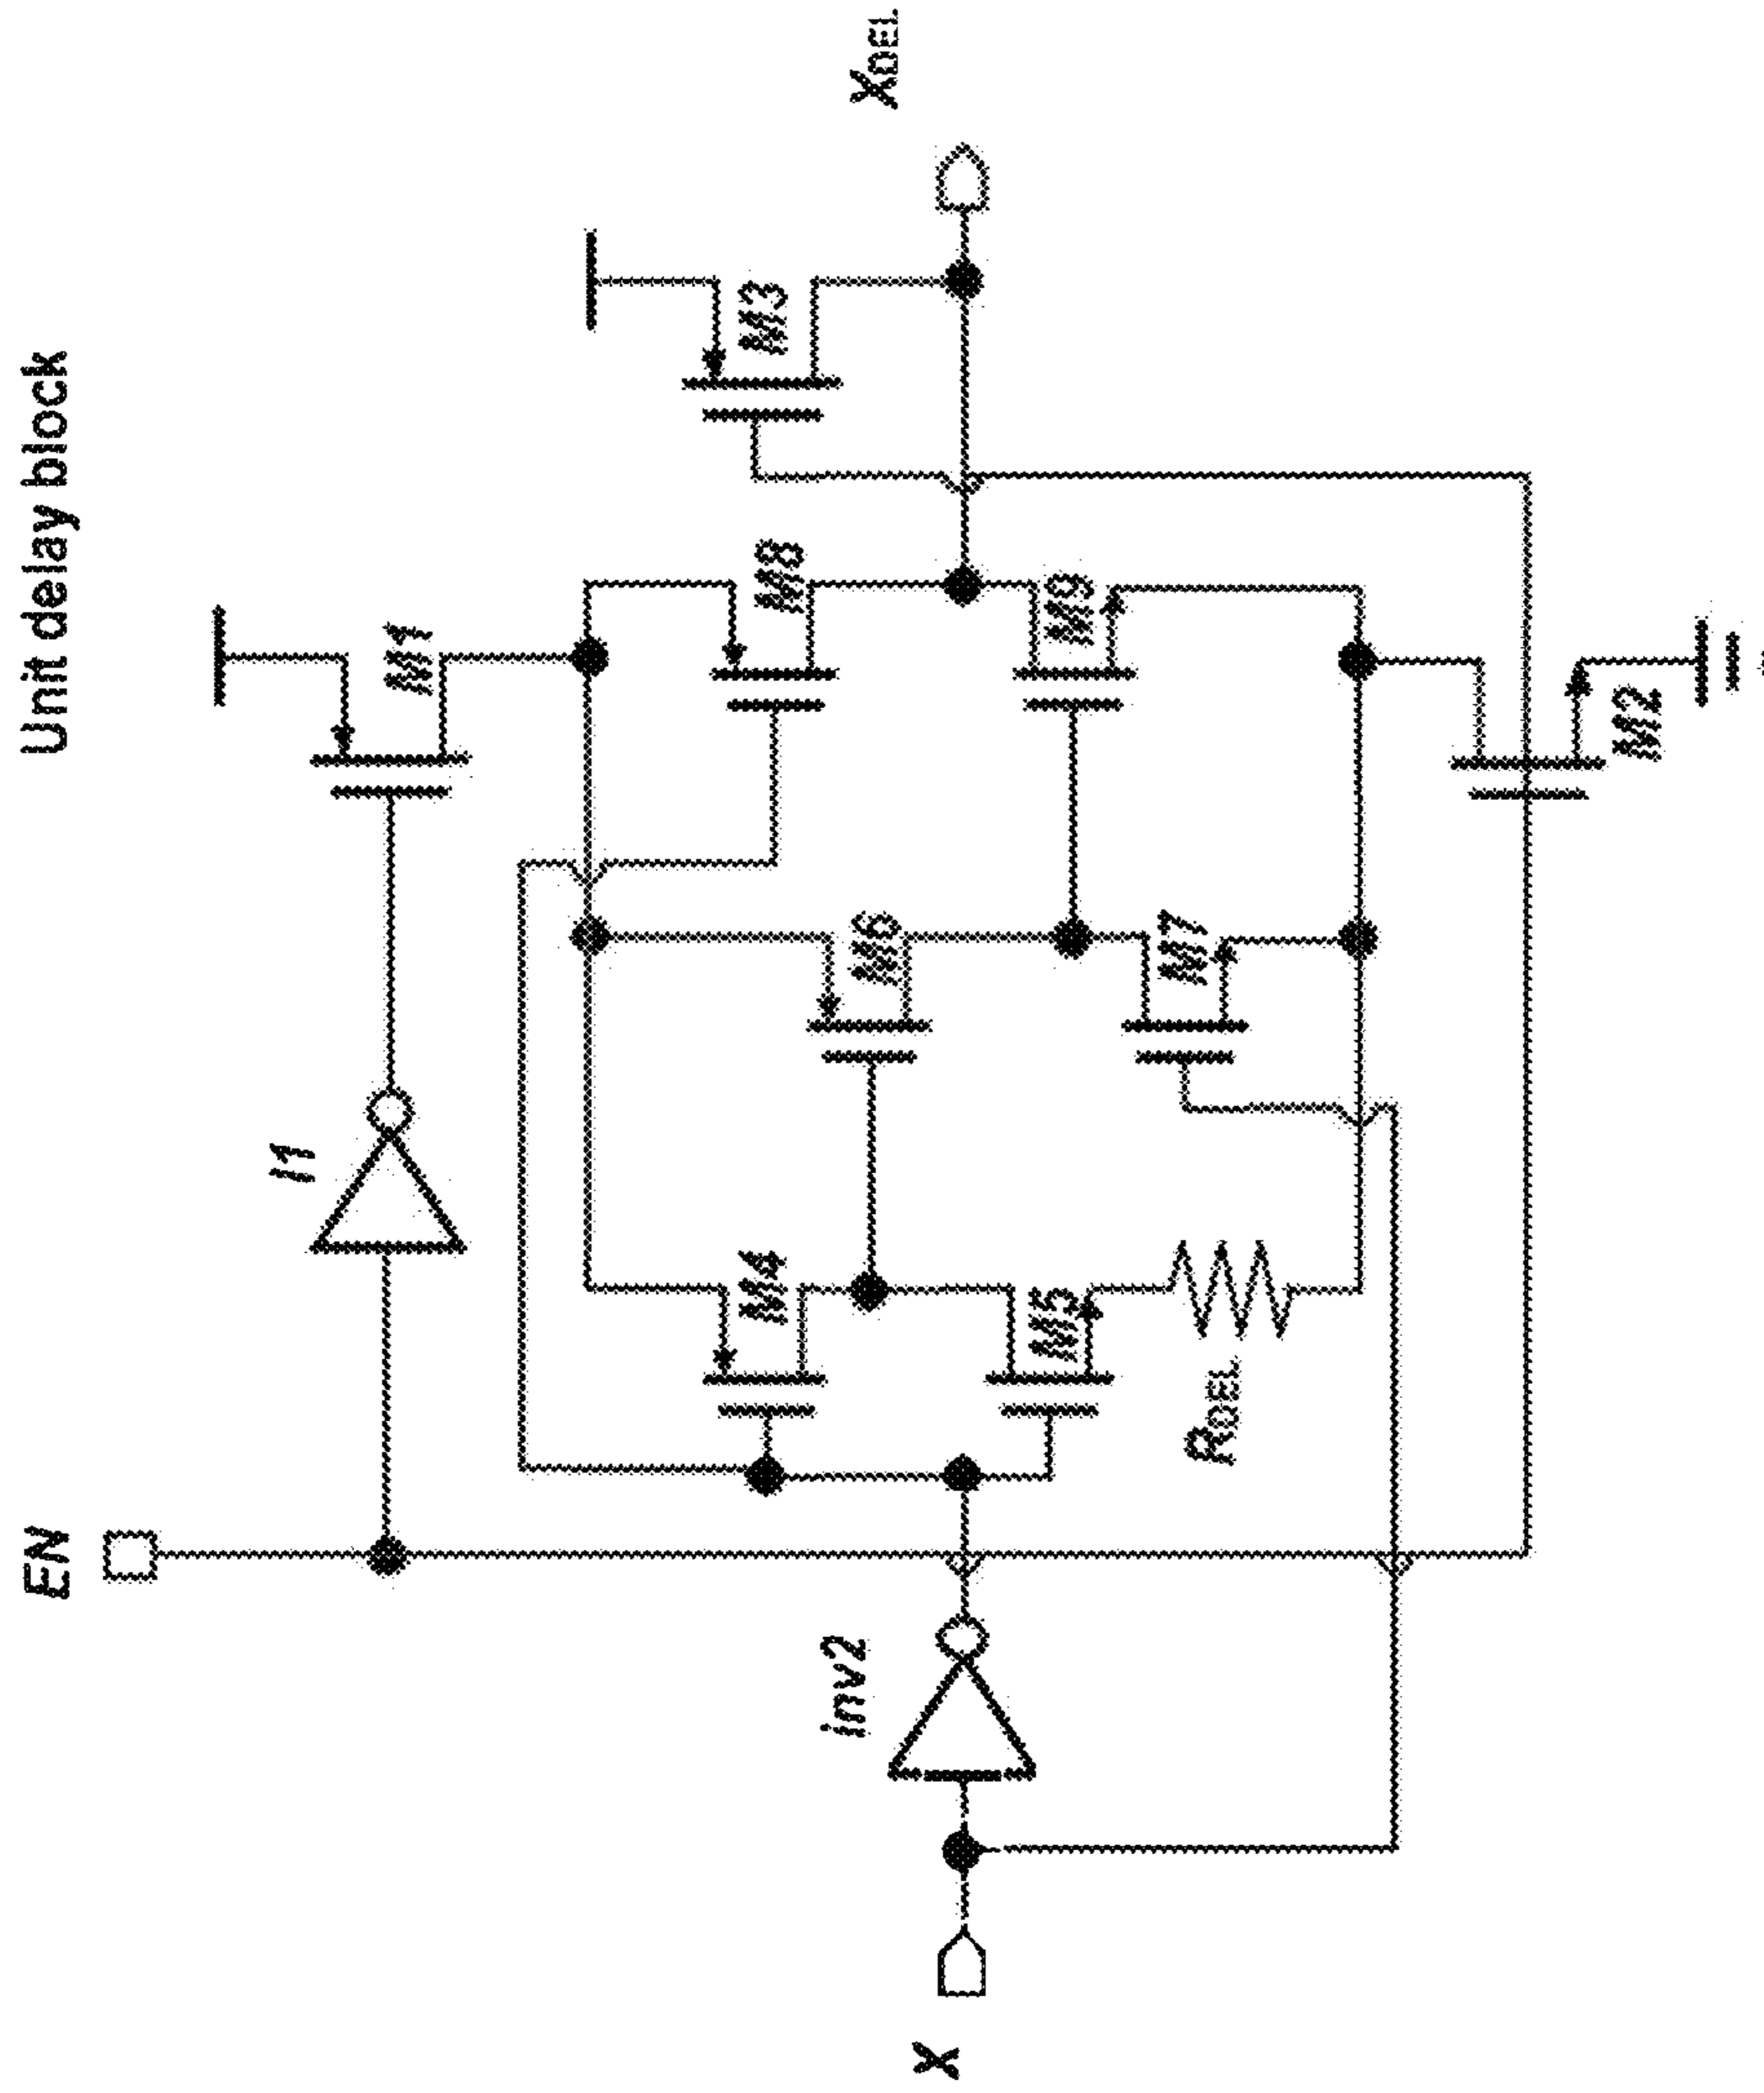 Unit delay block
EN
I1
M1
M3
X
inv2
M4
M6
M8
XDEL
M5
M7
M9
RDEL
M2